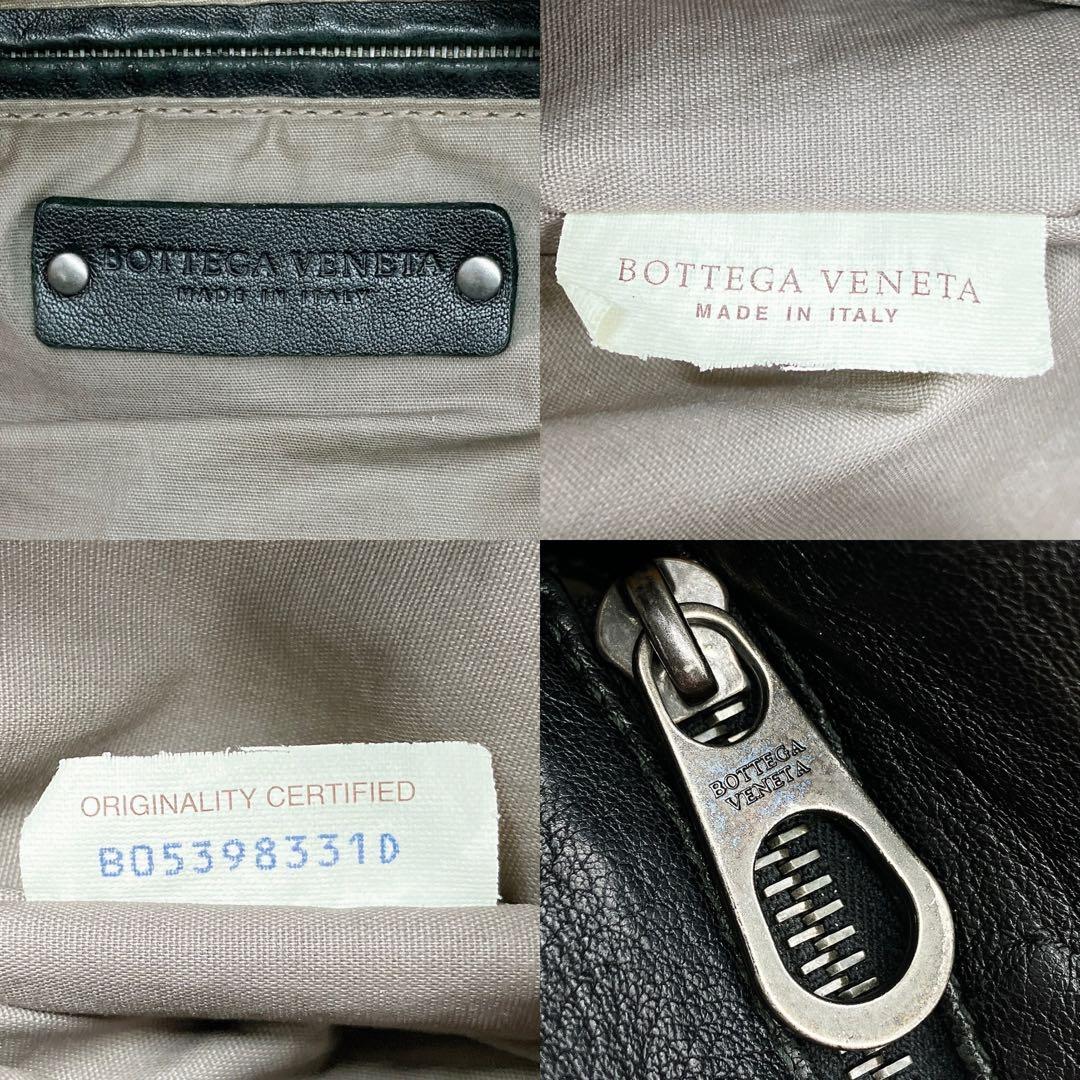 BOTTEGA VENETA
MADE IN ITALY
BOTTEGA VENETA
MADE IN ITALY
ORIGINALITY CERTIFIED
B05398331D
BOTTEGA
VENETA